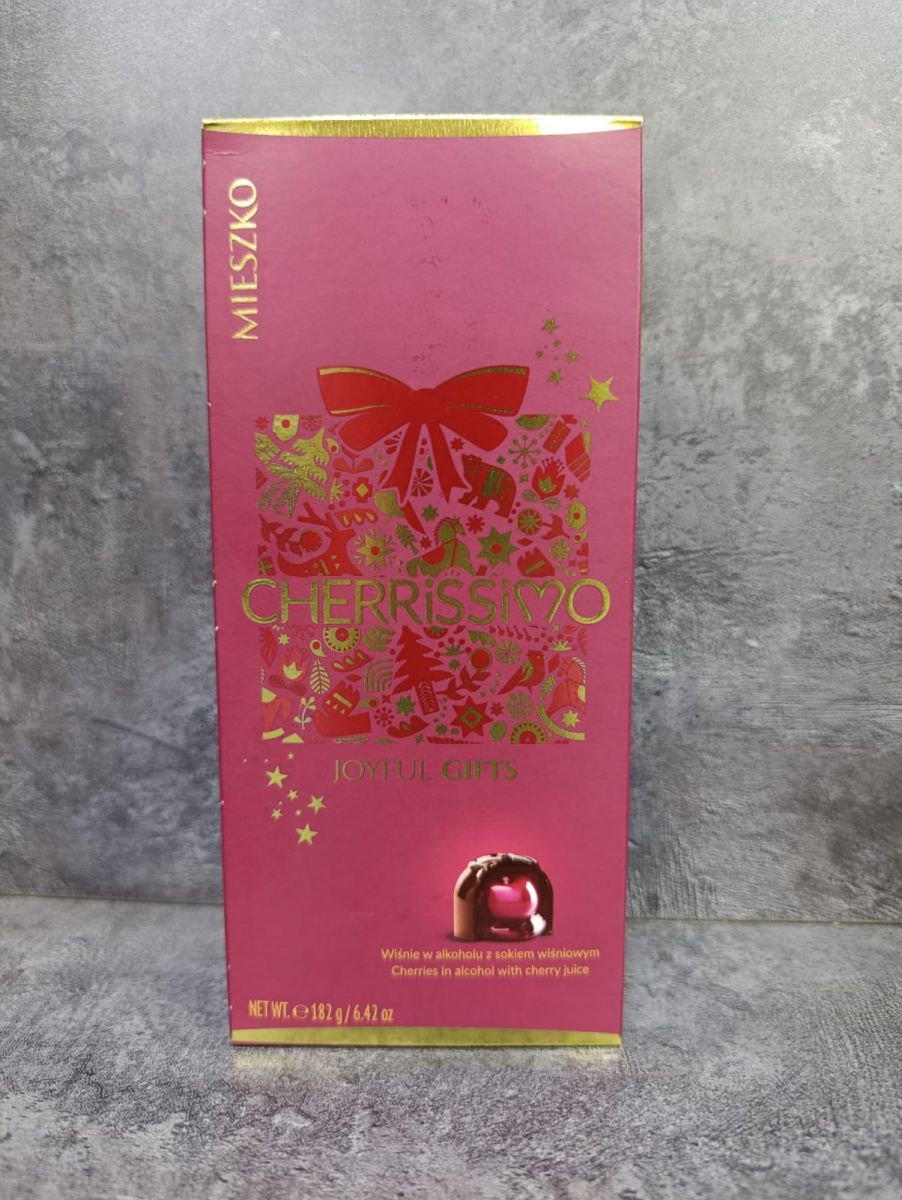 MIESZKO
CHERRiSSiMO
JOYFUL GIFTS
Wiśnie w alkoholu z sokiem wiśniowym
Cherries in alcohol with cherry juice
NET WT. ℮ 182 g / 6.42 oz